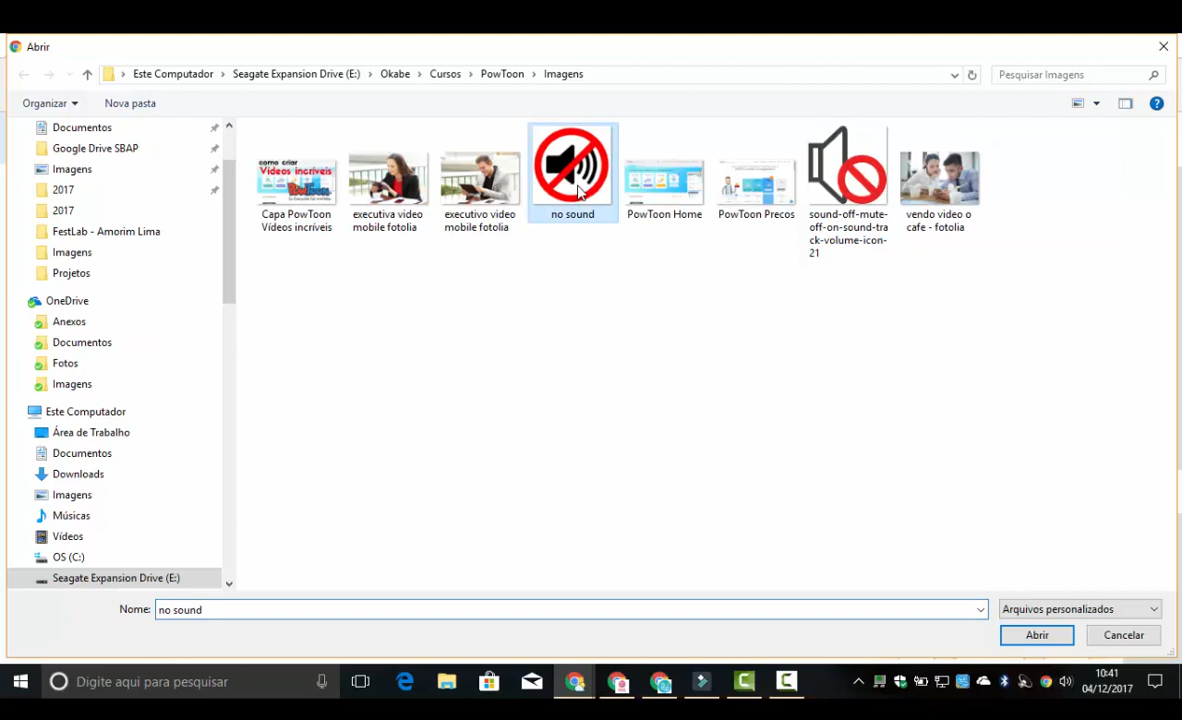 Abrir
Este Computador > Seagate Expansion Drive (E:) > Okabe > Cursos > PowToon > Imagens
Pesquisar Imagens
Organizar
Nova pasta
Documentos
Google Drive SBAP
Imagens
2017
2017
FestLab - Amorim Lima
Imagens
Projetos
OneDrive
Anexos
Documentos
Fotos
Imagens
Este Computador
Área de Trabalho
Documentos
Downloads
Imagens
Músicas
Vídeos
OS (C:)
Seagate Expansion Drive (E:)
como criar
Vídeos incríveis
Capa PowToon
Vídeos incríveis
executiva video
mobile fotolia
executivo video
mobile fotolia
no sound
PowToon Home
PowToon Precos
sound-off-mute-
off-on-sound-tra
ck-volume-icon-
21
vendo video o
cafe - fotolia
Nome:
no sound
Arquivos personalizados
Abrir
Cancelar
Digite aqui para pesquisar
10:41
04/12/2017